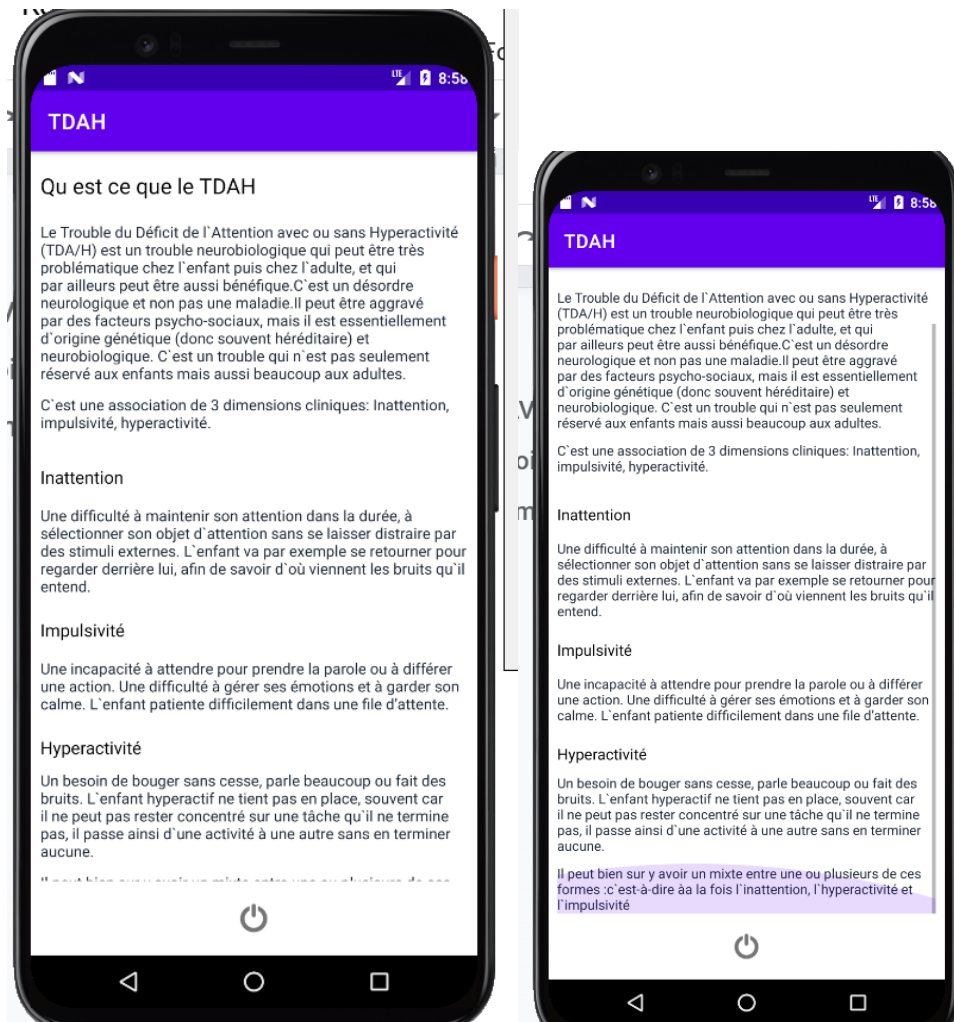 LTE 8:58
TDAH
Qu est ce que le TDAH
Le Trouble du Déficit de l`Attention avec ou sans Hyperactivité
(TDA/H) est un trouble neurobiologique qui peut être très
problématique chez l`enfant puis chez l`adulte, et qui
par ailleurs peut être aussi bénéfique.C`est un désordre
neurologique et non pas une maladie.Il peut être aggravé
par des facteurs psycho-sociaux, mais il est essentiellement
d`origine génétique (donc souvent héréditaire) et
neurobiologique. C`est un trouble qui n`est pas seulement
réservé aux enfants mais aussi beaucoup aux adultes.
C`est une association de 3 dimensions cliniques: Inattention,
impulsivité, hyperactivité.
Inattention
Une difficulté à maintenir son attention dans la durée, à
sélectionner son objet d`attention sans se laisser distraire par
des stimuli externes. L`enfant va par exemple se retourner pour
regarder derrière lui, afin de savoir d`où viennent les bruits qu`il
entend.
Impulsivité
Une incapacité à attendre pour prendre la parole ou à différer
une action. Une difficulté à gérer ses émotions et à garder son
calme. L`enfant patiente difficilement dans une file d'attente.
Hyperactivité
Un besoin de bouger sans cesse, parle beaucoup ou fait des
bruits. L`enfant hyperactif ne tient pas en place, souvent car
il ne peut pas rester concentré sur une tâche qu`il ne termine
pas, il passe ainsi d`une activité à une autre sans en terminer
aucune.
LTE 8:58
TDAH
Le Trouble du Déficit de l`Attention avec ou sans Hyperactivité
(TDA/H) est un trouble neurobiologique qui peut être très
problématique chez l`enfant puis chez l`adulte, et qui
par ailleurs peut être aussi bénéfique.C`est un désordre
neurologique et non pas une maladie.Il peut être aggravé
par des facteurs psycho-sociaux, mais il est essentiellement
d`origine génétique (donc souvent héréditaire) et
neurobiologique. C`est un trouble qui n`est pas seulement
réservé aux enfants mais aussi beaucoup aux adultes.
C`est une association de 3 dimensions cliniques: Inattention,
impulsivité, hyperactivité.
Inattention
Une difficulté à maintenir son attention dans la durée, à
sélectionner son objet d`attention sans se laisser distraire par
des stimuli externes. L`enfant va par exemple se retourner pour
regarder derrière lui, afin de savoir d`où viennent les bruits qu`il
entend.
Impulsivité
Une incapacité à attendre pour prendre la parole ou à différer
une action. Une difficulté à gérer ses émotions et à garder son
calme. L`enfant patiente difficilement dans une file d'attente.
Hyperactivité
Un besoin de bouger sans cesse, parle beaucoup ou fait des
bruits. L`enfant hyperactif ne tient pas en place, souvent car
il ne peut pas rester concentré sur une tâche qu`il ne termine
pas, il passe ainsi d`une activité à une autre sans en terminer
aucune.
Il peut bien sur y avoir un mixte entre une ou plusieurs de ces
formes :c`est-à-dire àa la fois l`inattention, l`hyperactivité et
l`impulsivité